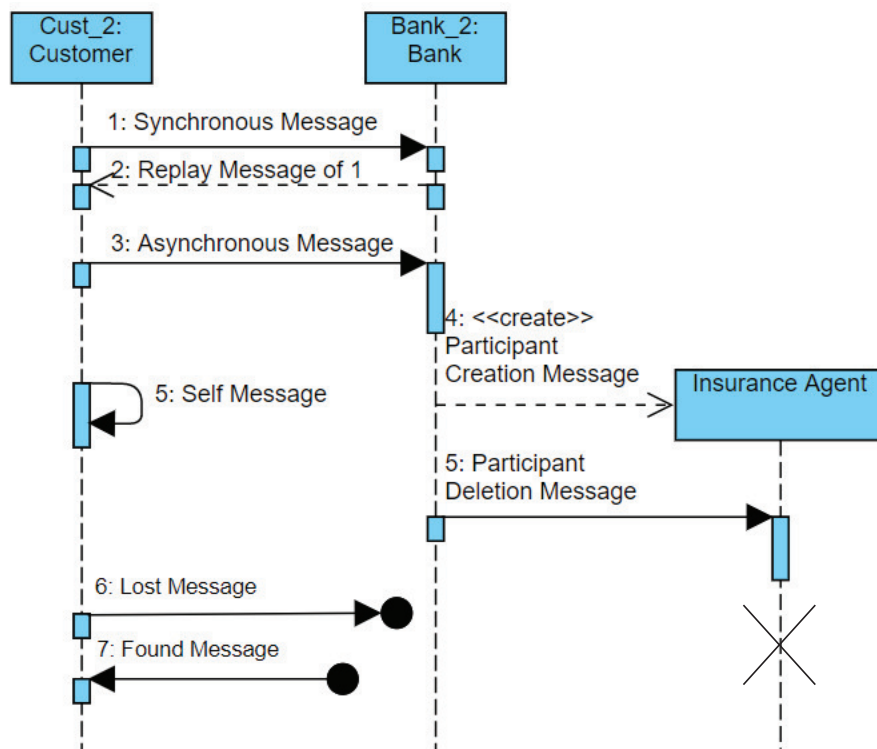 Cust_2:
Customer
Bank_2:
Bank
1: Synchronous Message
2: Replay Message of 1
3: Asynchronous Message
4: <<create>>
Participant
Creation Message
Insurance Agent
5: Self Message
5: Participant
Deletion Message
6: Lost Message
7: Found Message